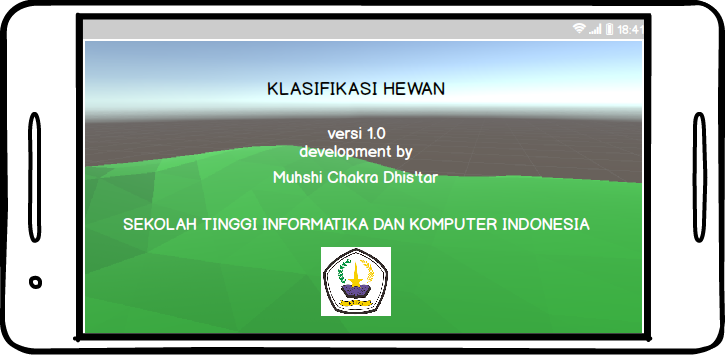 18:41
KLASIFIKASI HEWAN
versi 1.0
development by
Muhshi Chakra Dhis'tar
SEKOLAH TINGGI INFORMATIKA DAN KOMPUTER INDONESIA